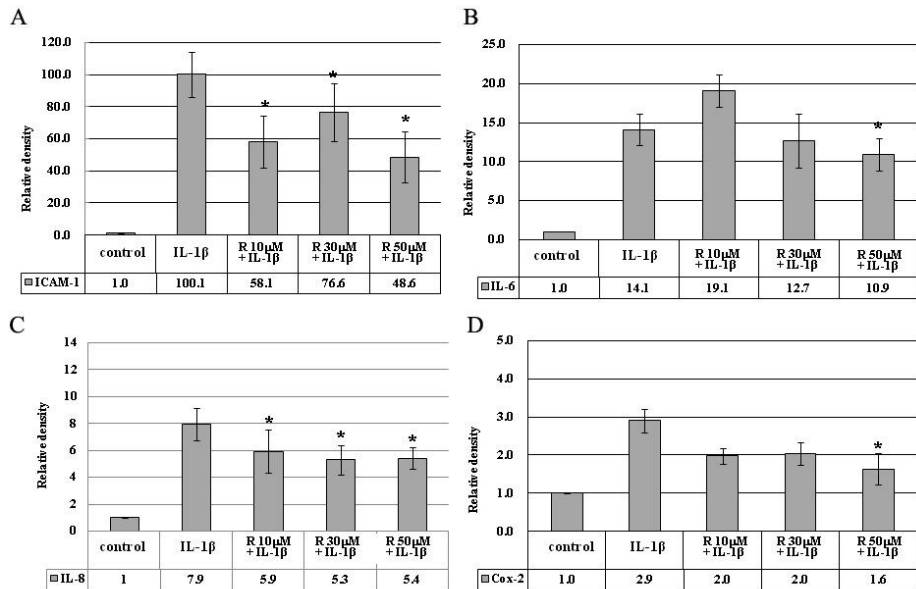 A
120.0
100.0
80.0
60.0
40.0
20.0
0.0
Relative density
*
*
*
control IL-1β R 10µM + IL-1β R 30µM + IL-1β R 50µM + IL-1β
ICAM-1 1.0 100.1 58.1 76.6 48.6
B
25.0
20.0
15.0
10.0
5.0
0.0
Relative density
*
control IL-1β R 10µM + IL-1β R 30µM + IL-1β R 50µM + IL-1β
IL-6 1.0 14.1 19.1 12.7 10.9
C
14
12
10
8
6
4
2
0
Relative density
*
*
*
control IL-1β R 10µM + IL-1β R 30µM + IL-1β R 50µM + IL-1β
IL-8 1 7.9 5.9 5.3 5.4
D
5.0
4.0
3.0
2.0
1.0
0.0
Relative density
*
control IL-1β R 10µM + IL-1β R 30µM + IL-1β R 50µM + IL-1β
Cox-2 1.0 2.9 2.0 2.0 1.6